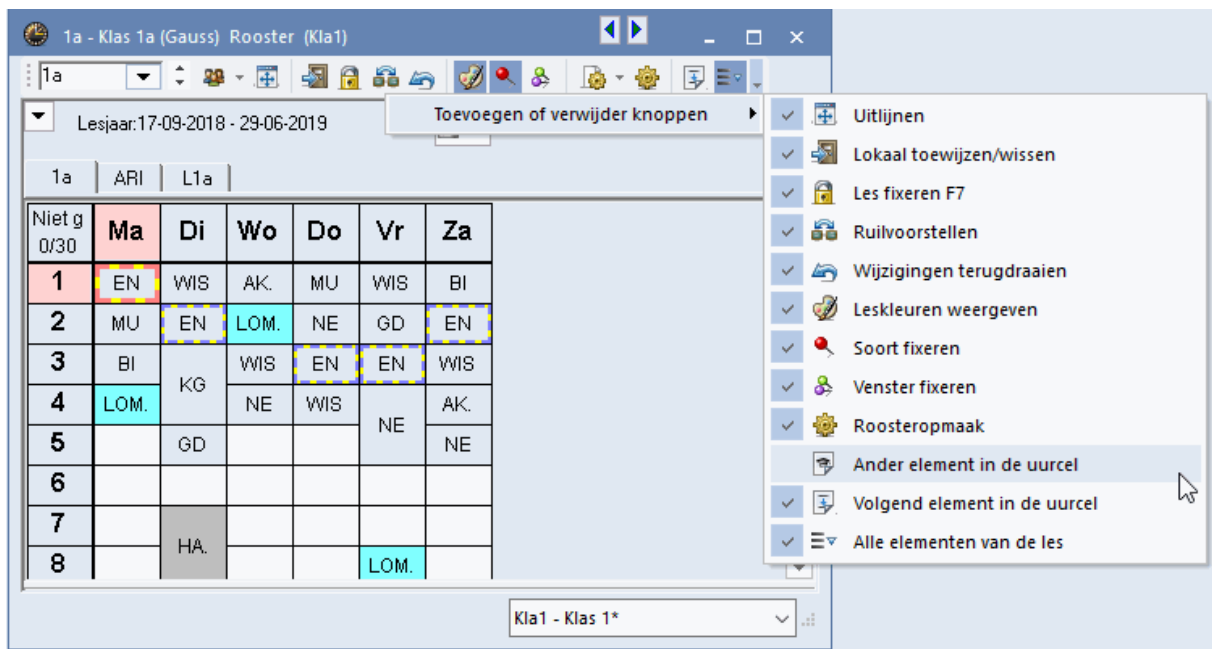 1a - Klas 1a (Gauss) Rooster (Kla1)
1a
Toevoegen of verwijder knoppen
Lesjaar:17-09-2018 - 29-06-2019
1a ARI L1a
Niet g 0/30 Ma Di Wo Do Vr Za
1 EN WIS AK. MU WIS BI
2 MU EN LOM. NE GD EN
3 BI KG WIS EN EN WIS
4 LOM. NE WIS NE AK.
5 GD NE
6
7 HA.
8 LOM.
Uitlijnen
Lokaal toewijzen/wissen
Les fixeren F7
Ruilvoorstellen
Wijzigingen terugdraaien
Leskleuren weergeven
Soort fixeren
Venster fixeren
Roosteropmaak
Ander element in de uurcel
Volgend element in de uurcel
Alle elementen van de les
Kla1 - Klas 1*